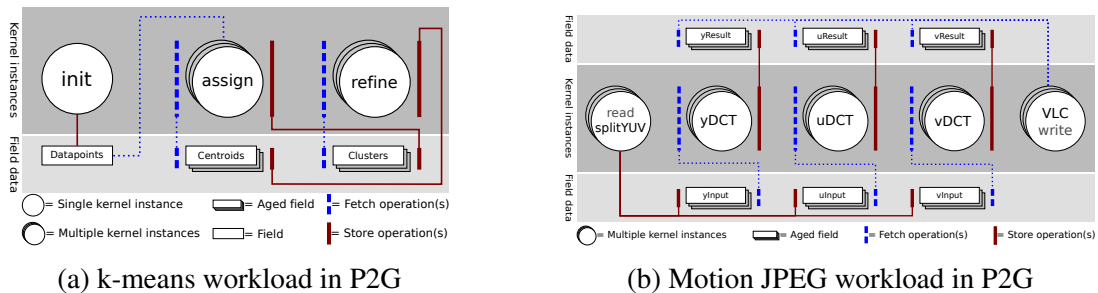 Kernel instances
init
assign
refine
Field data
Datapoints
Centroids
Clusters
= Single kernel instance
= Aged field
= Fetch operation(s)
= Multiple kernel instances
= Field
= Store operation(s)
(a) k-means workload in P2G
Field data
yResult
uResult
vResult
Kernel instances
read
splitYUV
yDCT
uDCT
vDCT
VLC
write
Field data
yInput
uInput
vInput
= Multiple kernel instances
= Aged field
= Fetch operation(s)
= Store operation(s)
(b) Motion JPEG workload in P2G